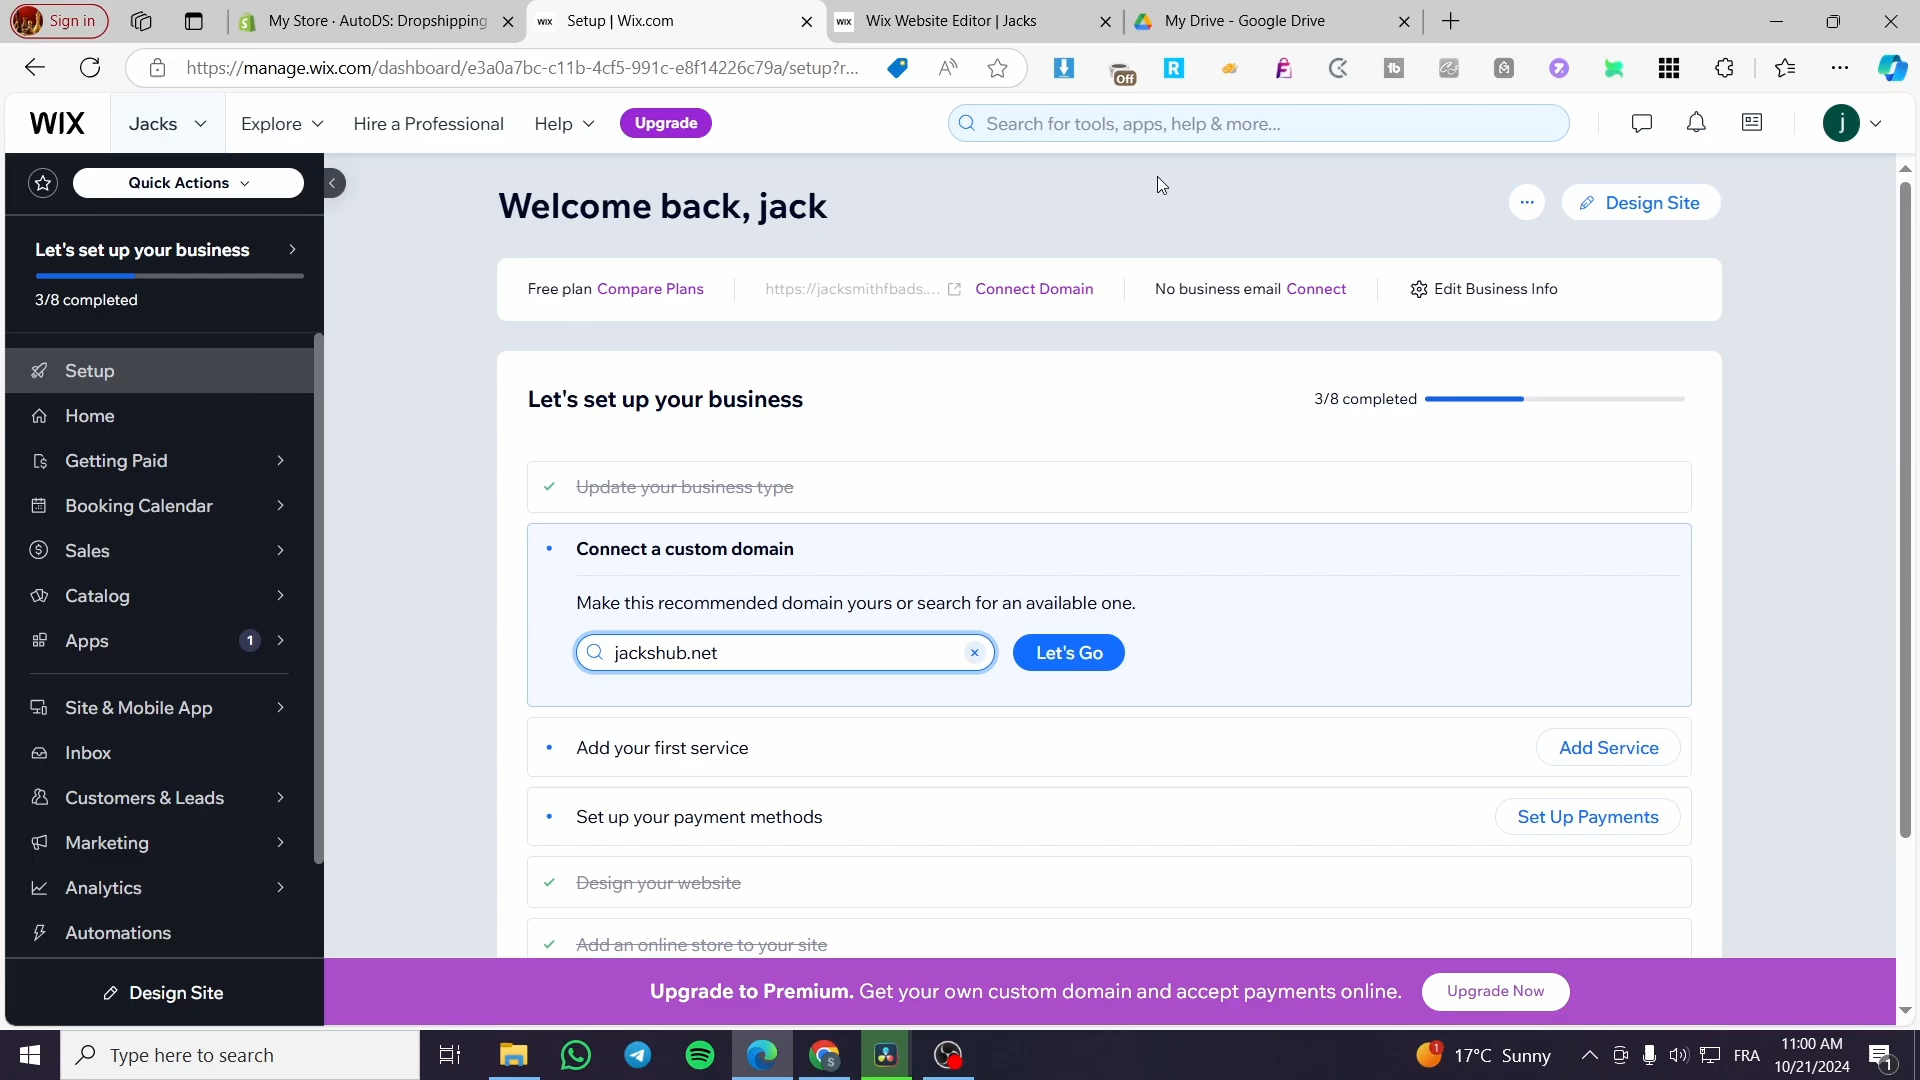 Sign in
My Store · AutoDS: Dropshipping
Setup | Wix.com
Wix Website Editor | Jacks
My Drive - Google Drive
https://manage.wix.com/dashboard/e3a0a7bc-c11b-4cf5-991c-e8f14226c79a/setup?r...
Off
WIX
Jacks
Explore
Hire a Professional
Help
Upgrade
Search for tools, apps, help & more...
j
Quick Actions
Let's set up your business
3/8 completed
Setup
Home
Getting Paid
Booking Calendar
Sales
Catalog
Apps
1
Site & Mobile App
Inbox
Customers & Leads
Marketing
Analytics
Automations
Design Site
Welcome back, jack
Design Site
Free plan Compare Plans
https://jacksmithfbads.... Connect Domain
No business email Connect
Edit Business Info
Let's set up your business
3/8 completed
Update your business type
Connect a custom domain
Make this recommended domain yours or search for an available one.
jackshub.net
Let's Go
Add your first service
Add Service
Set up your payment methods
Set Up Payments
Design your website
Add an online store to your site
Upgrade to Premium. Get your own custom domain and accept payments online.
Upgrade Now
Type here to search
1
17°C Sunny
FRA
11:00 AM
10/21/2024
1